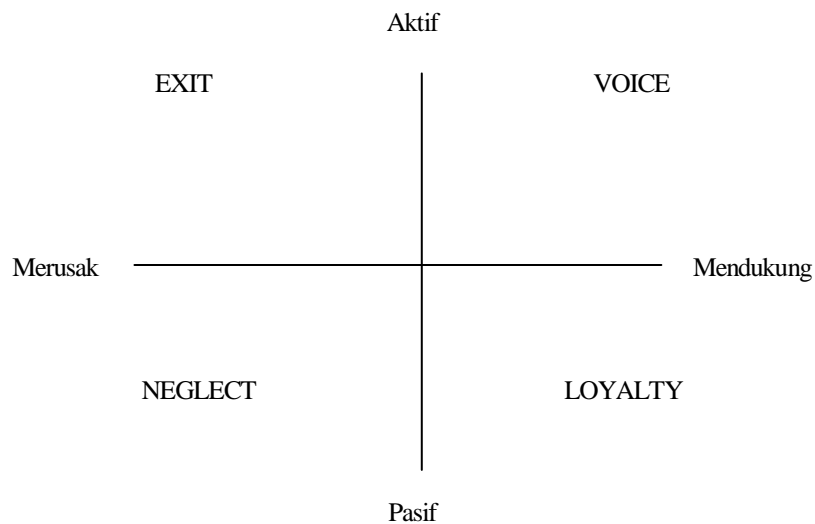 Aktif
EXIT VOICE
Merusak Mendukung
NEGLECT LOYALTY
Pasif